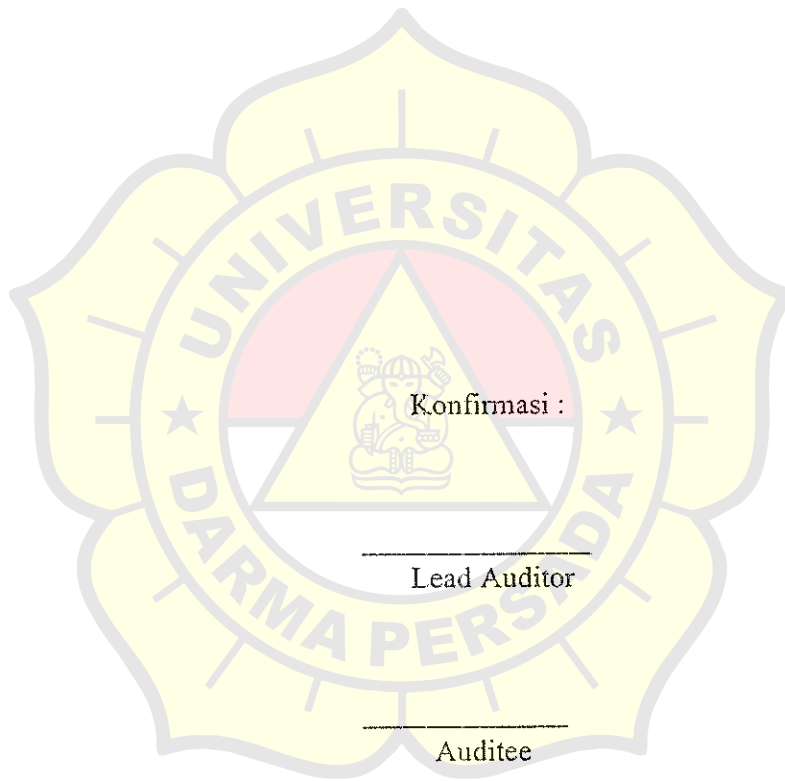 UNIVERSITAS
Konfirmasi :
Lead Auditor
Auditee
DARMA PERSADA